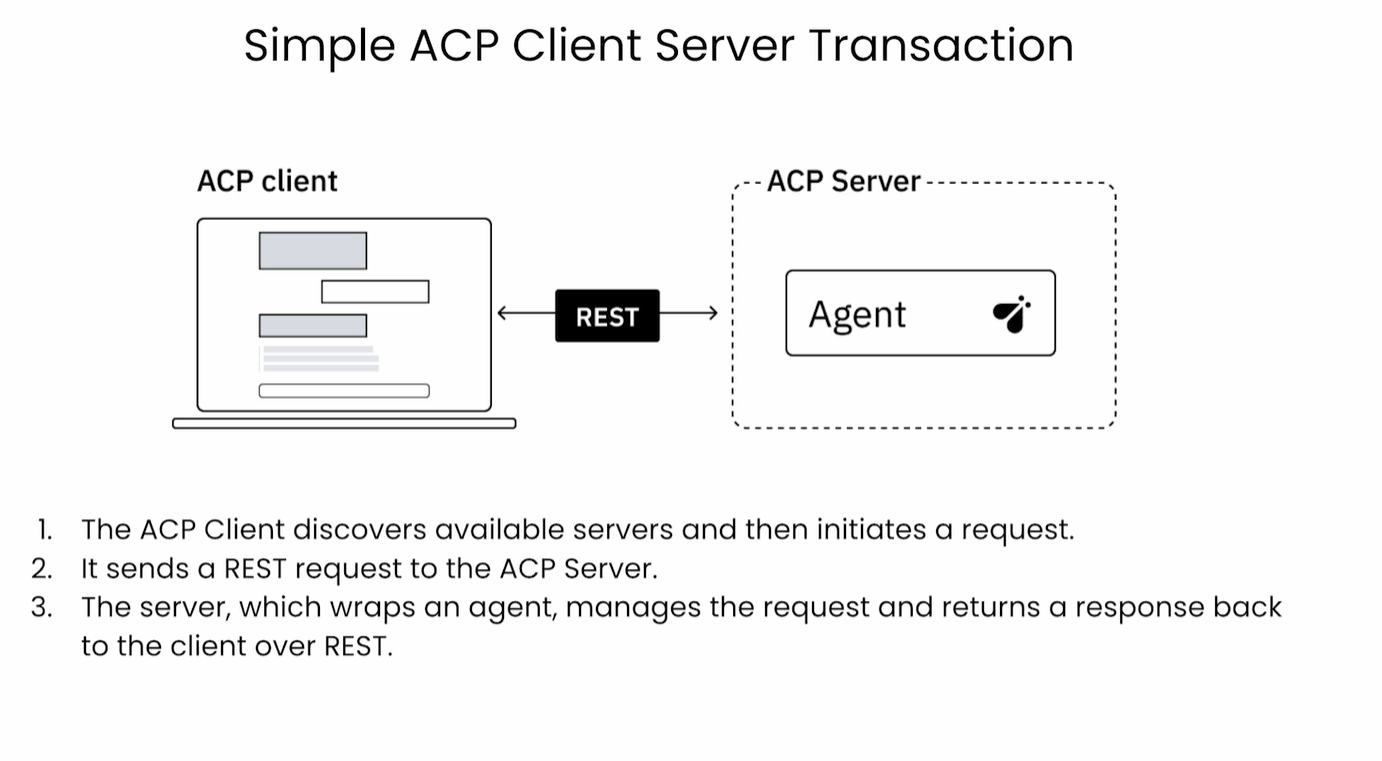 Simple ACP Client Server Transaction
ACP client
ACP Server
REST
Agent
1. The ACP Client discovers available servers and then initiates a request.
2. It sends a REST request to the ACP Server.
3. The server, which wraps an agent, manages the request and returns a response back
to the client over REST.